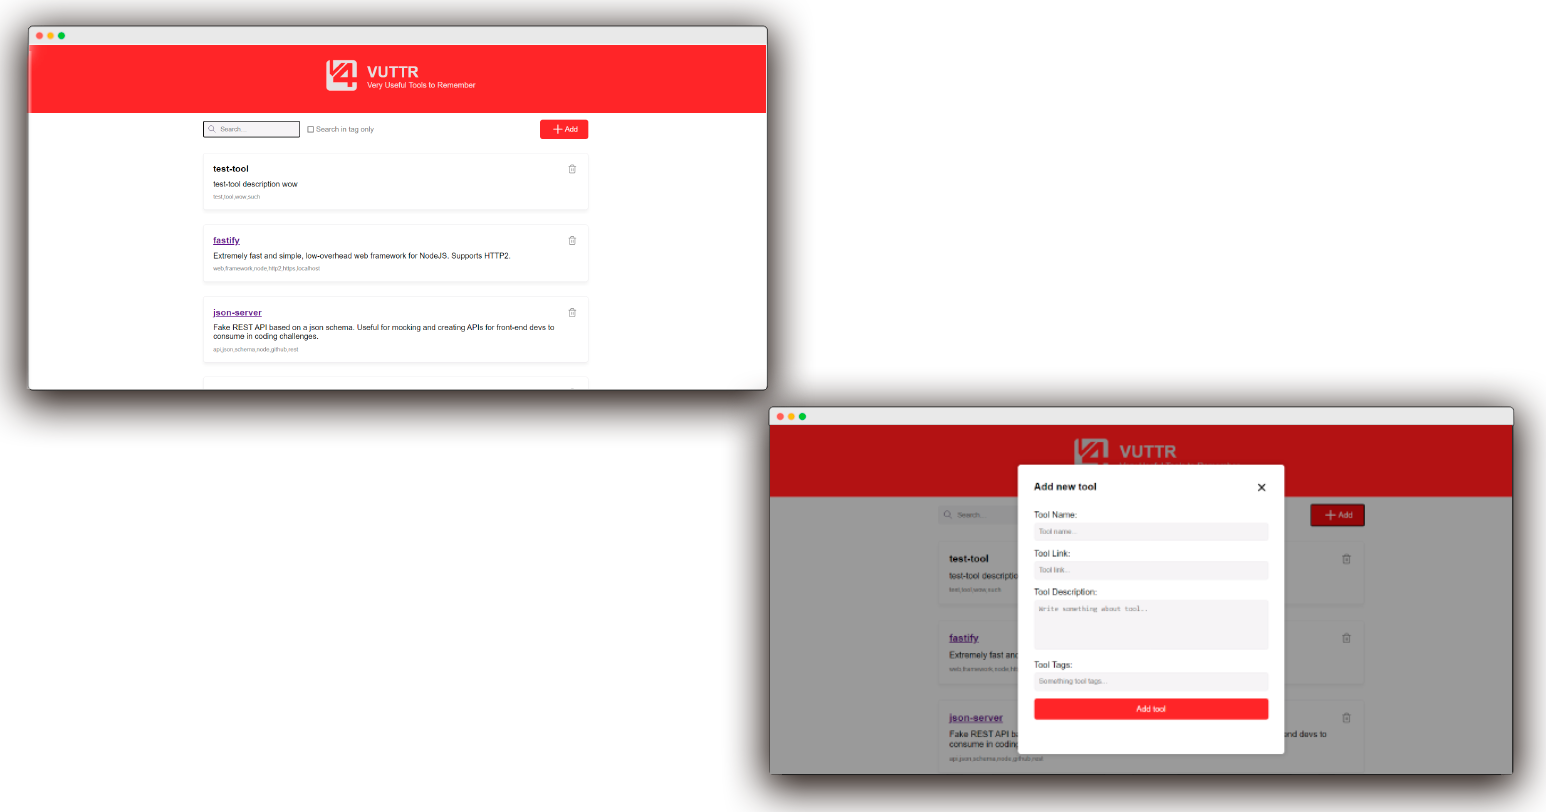 VUTTR
Very Useful Tools to Remember
Search...
Search in tag only
Add
test-tool
test-tool description wow
test,tool,wow,such
fastify
Extremely fast and simple, low-overhead web framework for NodeJS. Supports HTTP2.
web,framework,node,http2,https,localhost
json-server
Fake REST API based on a json schema. Useful for mocking and creating APIs for front-end devs to
consume in coding challenges.
api,json,schema,node,github,rest
VUTTR
Add new tool
Search...
Add
Tool Name:
Tool name...
Tool Link:
Tool link...
test-tool
test-tool descriptio
test,tool,wow,such
Tool Description:
Write something about tool..
fastify
Extremely fast and
web,framework,node,ht
Tool Tags:
Something tool tags...
Add tool
json-server
Fake REST API ba
end devs to
consume in coding
api,json,schema,node,github,rest